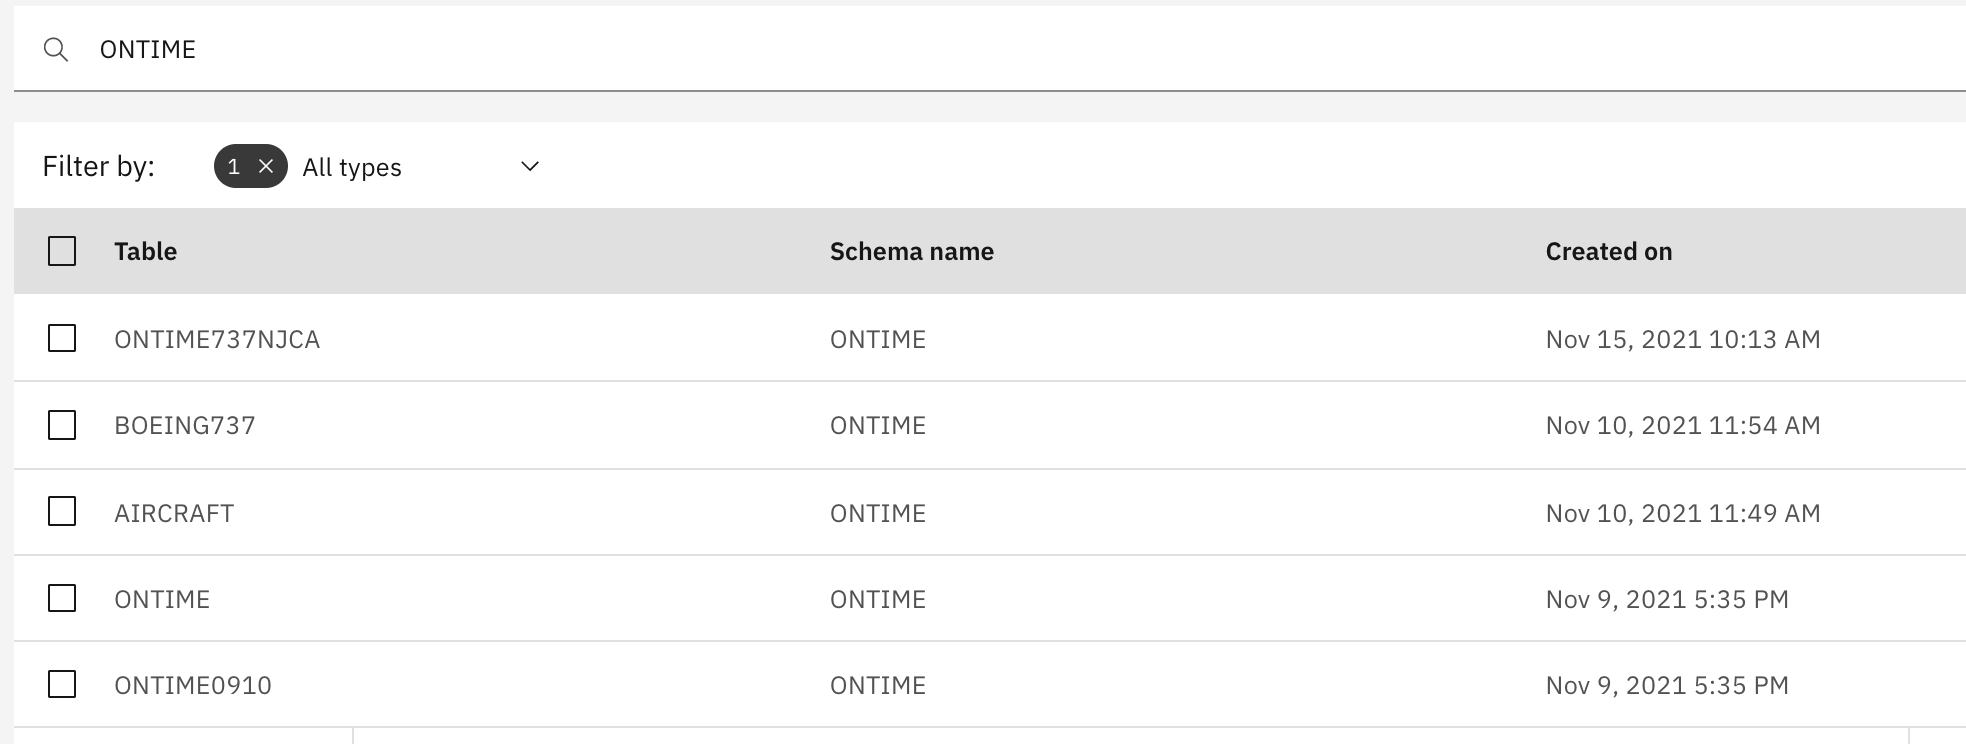 ONTIME
Filter by: 1 All types
Table Schema name Created on
ONTIME737NJCA ONTIME Nov 15, 2021 10:13 AM
BOEING737 ONTIME Nov 10, 2021 11:54 AM
AIRCRAFT ONTIME Nov 10, 2021 11:49 AM
ONTIME ONTIME Nov 9, 2021 5:35 PM
ONTIME0910 ONTIME Nov 9, 2021 5:35 PM